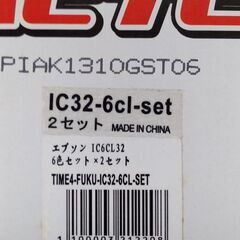 PIAK1310GST06
IC32-6cl-set
2セット MADE IN CHINA
エプソン IC6CL32
6色セット×2セット
TIME4-FUKU-IC32-6CL-SET